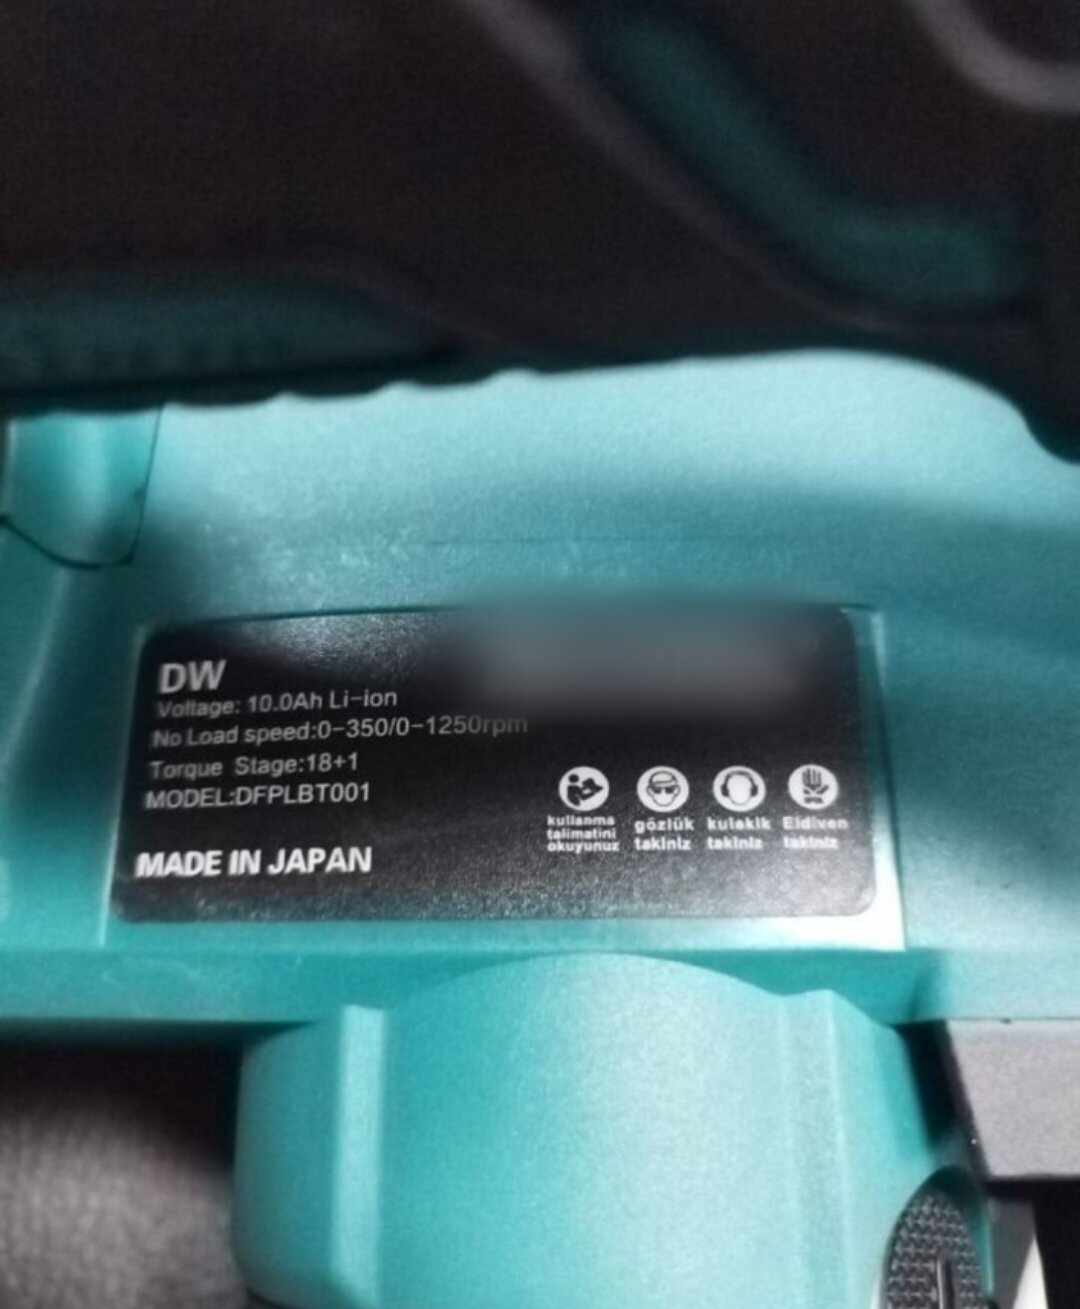 DW
Voltage: 10.0Ah Li-ion
No Load speed:0-350/0-1250rpm
Torque Stage:18+1
MODEL:DFPLBT001
MADE IN JAPAN
kullanma
talimatini
okuyunuz
gözlük
takiniz
kulaklk
takiniz
Eldiven
takiniz